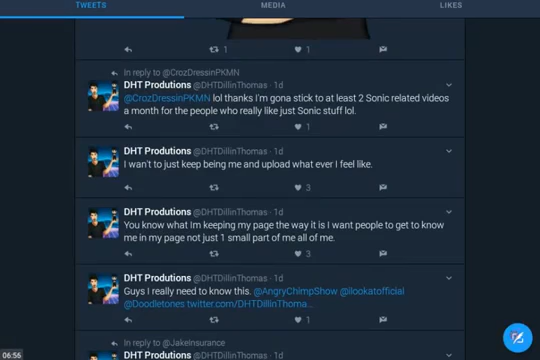 TWEETS MEDIA LIKES
1 1
In reply to @CrozDressinPKMN
DHT Produtions @DHTDillinThomas · 1d
@CrozDressinPKMN lol thanks I'm gona stick to at least 2 Sonic related videos
a month for the people who really like just Sonic stuff lol.
1
DHT Produtions @DHTDillinThomas · 1d
I wan't to just keep being me and upload what ever I feel like.
3
DHT Produtions @DHTDillinThomas · 1d
You know what Im keeping my page the way it is I want people to get to know
me in my page not just 1 small part of me all of me.
3
DHT Produtions @DHTDillinThomas · 1d
Guys I really need to know this. @AngryChimpShow @ilookatofficial
@Doodletones twitter.com/DHTDillinThoma...
1
In reply to @JakeInsurance
DHT Produtions @DHTDillinThomas · 1d
06:56